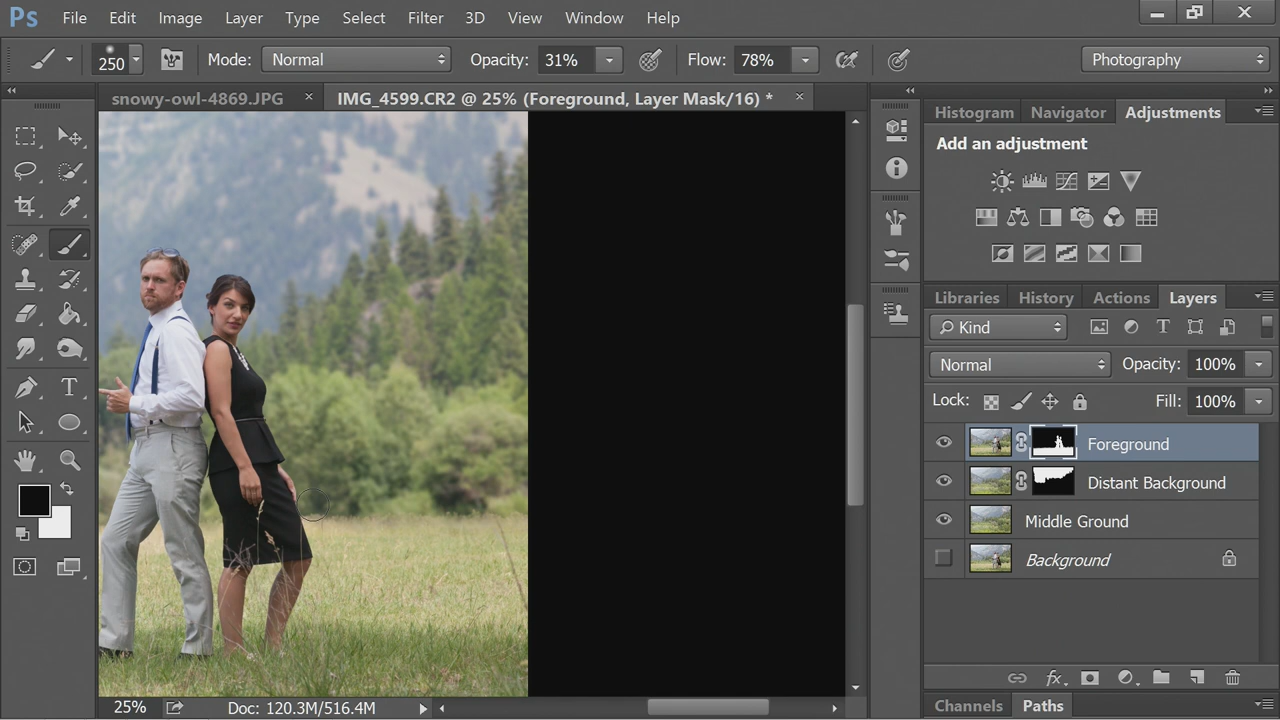 Ps File Edit Image Layer Type Select Filter 3D View Window Help
250 Mode: Normal Opacity: 31% Flow: 78% Photography
snowy-owl-4869.JPG × IMG_4599.CR2 @ 25% (Foreground, Layer Mask/16) * ×
Histogram Navigator Adjustments
Add an adjustment
Libraries History Actions Layers
Kind
Normal Opacity: 100%
Lock: Fill: 100%
Foreground
Distant Background
Middle Ground
Background
fx
25% Doc: 120.3M/516.4M
Channels Paths